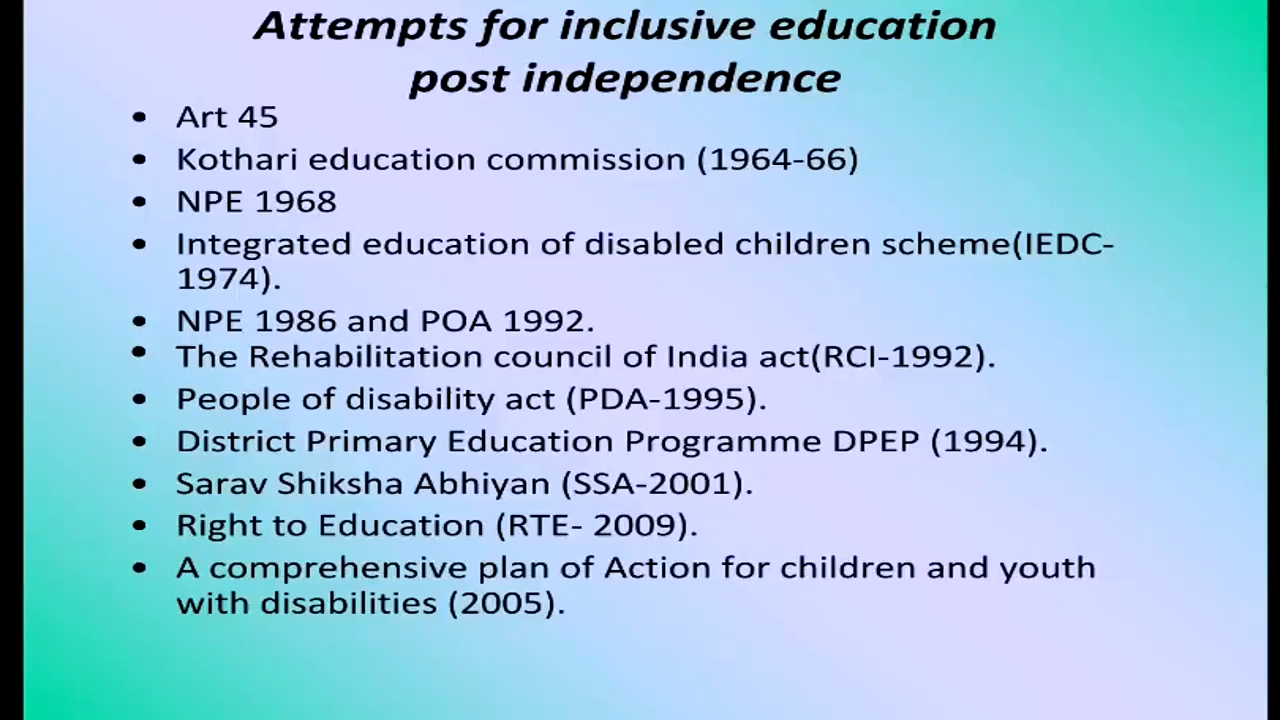 Attempts for inclusive education
post independence
• Art 45
• Kothari education commission (1964-66)
• NPE 1968
• Integrated education of disabled children scheme(IEDC-
1974).
• NPE 1986 and POA 1992.
• The Rehabilitation council of India act(RCI-1992).
• People of disability act (PDA-1995).
• District Primary Education Programme DPEP (1994).
• Sarav Shiksha Abhiyan (SSA-2001).
• Right to Education (RTE- 2009).
• A comprehensive plan of Action for children and youth
with disabilities (2005).